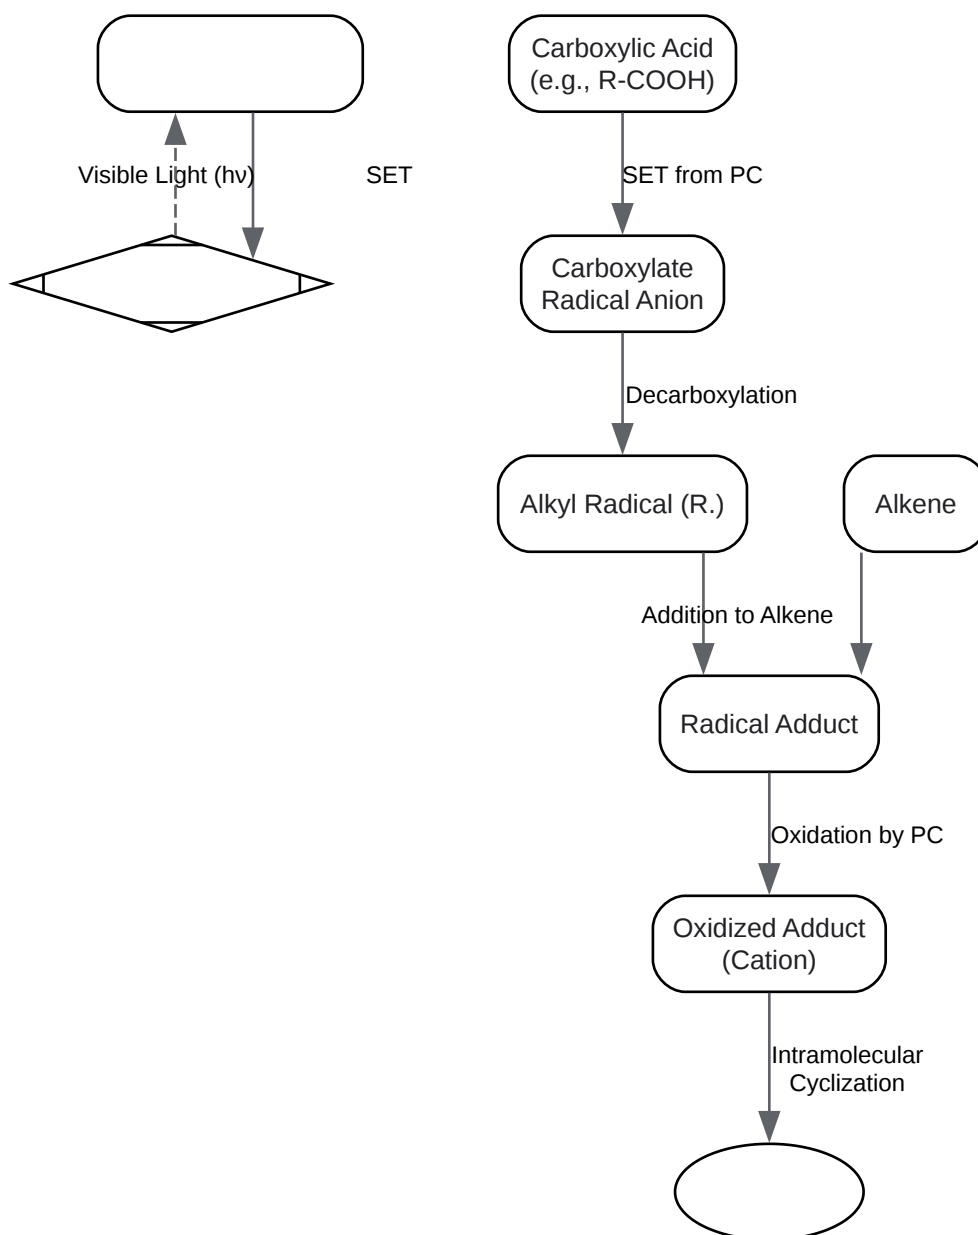 Carboxylic Acid
(e.g., R-COOH)
Visible Light (hν)
SET
SET from PC
Carboxylate
Radical Anion
Decarboxylation
Alkyl Radical (R.)
Alkene
Addition to Alkene
Radical Adduct
Oxidation by PC
Oxidized Adduct
(Cation)
Intramolecular
Cyclization